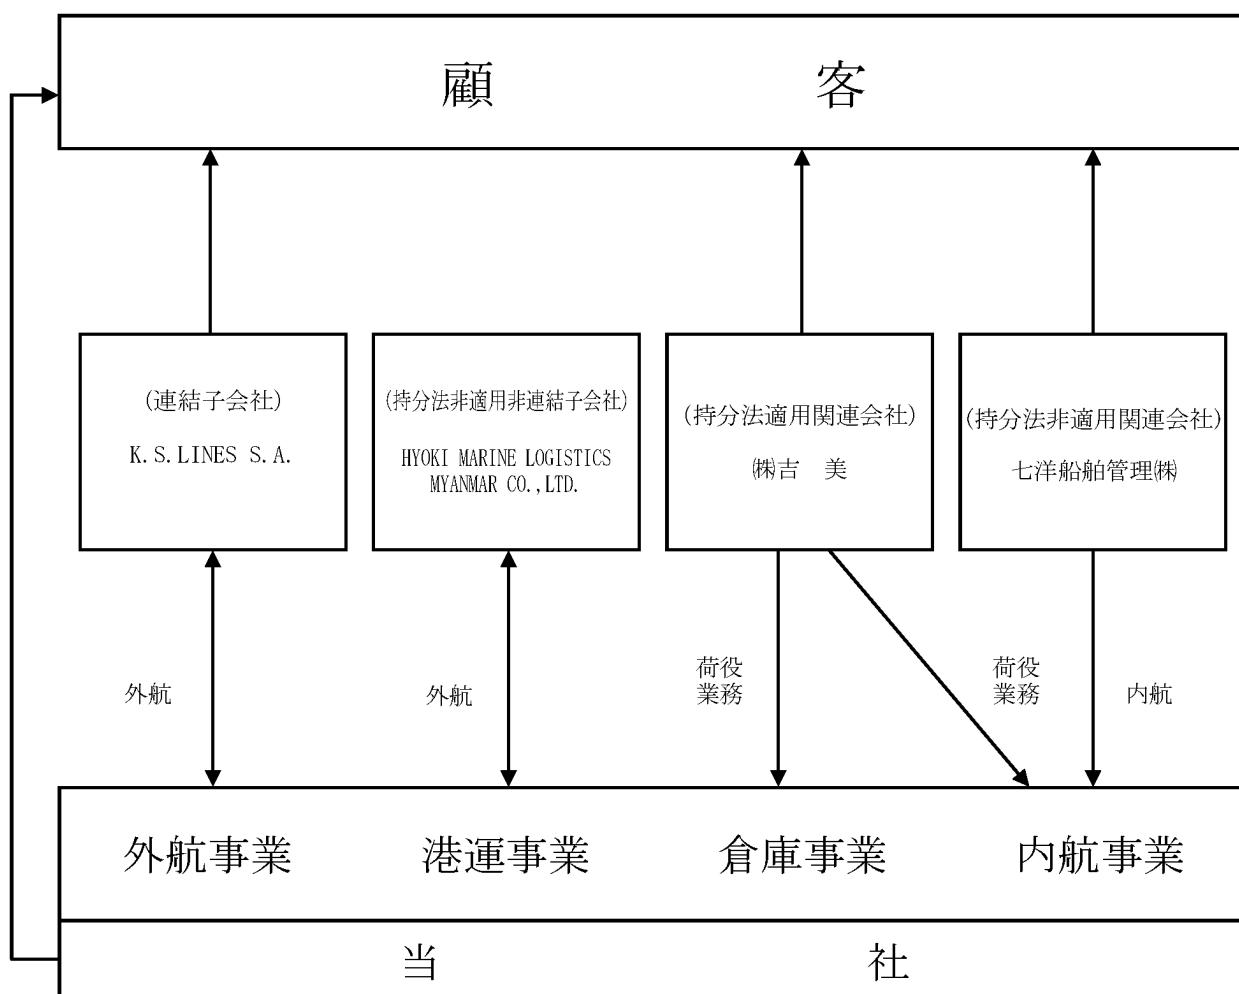 顧 客
(連結子会社)
K.S.LINES S.A.
(持分法非適用非連結子会社)
HYOKI MARINE LOGISTICS
MYANMAR CO.,LTD.
(持分法適用関連会社)
㈱吉 美
(持分法非適用関連会社)
七洋船舶管理㈱
外航
外航
荷役
業務
荷役
業務
内航
外航事業
港運事業
倉庫事業
内航事業
当 社